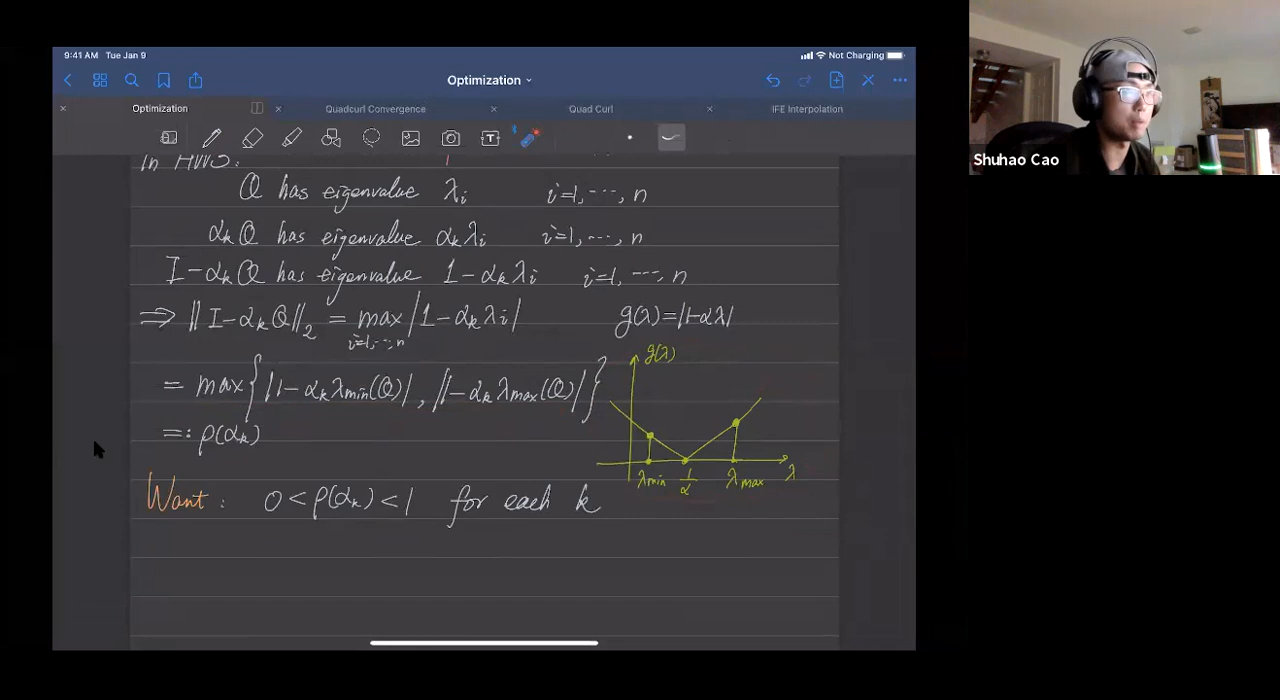 9:41 AM Tue Jan 9
Not Charging
Optimization
Optimization
Quadcurl Convergence
Quad Curl
IFE Interpolation
Shuhao Cao
in HW3:
Q has eigenvalue λᵢ i=1,⋯,n
αₖQ has eigenvalue αₖλᵢ i=1,⋯,n
I-αₖQ has eigenvalue 1-αₖλᵢ i=1,⋯,n
⇒ ‖I-αₖQ‖₂ = max |1-αₖλᵢ| g(λ)=|1-αλ|
i=1,⋯,n
g(λ)
= max{|1-αₖλmin(Q)|, |1-αₖλmax(Q)|}
=: ρ(αₖ)
λmin 1/α λmax λ
Want: 0<ρ(αₖ)<1 for each k